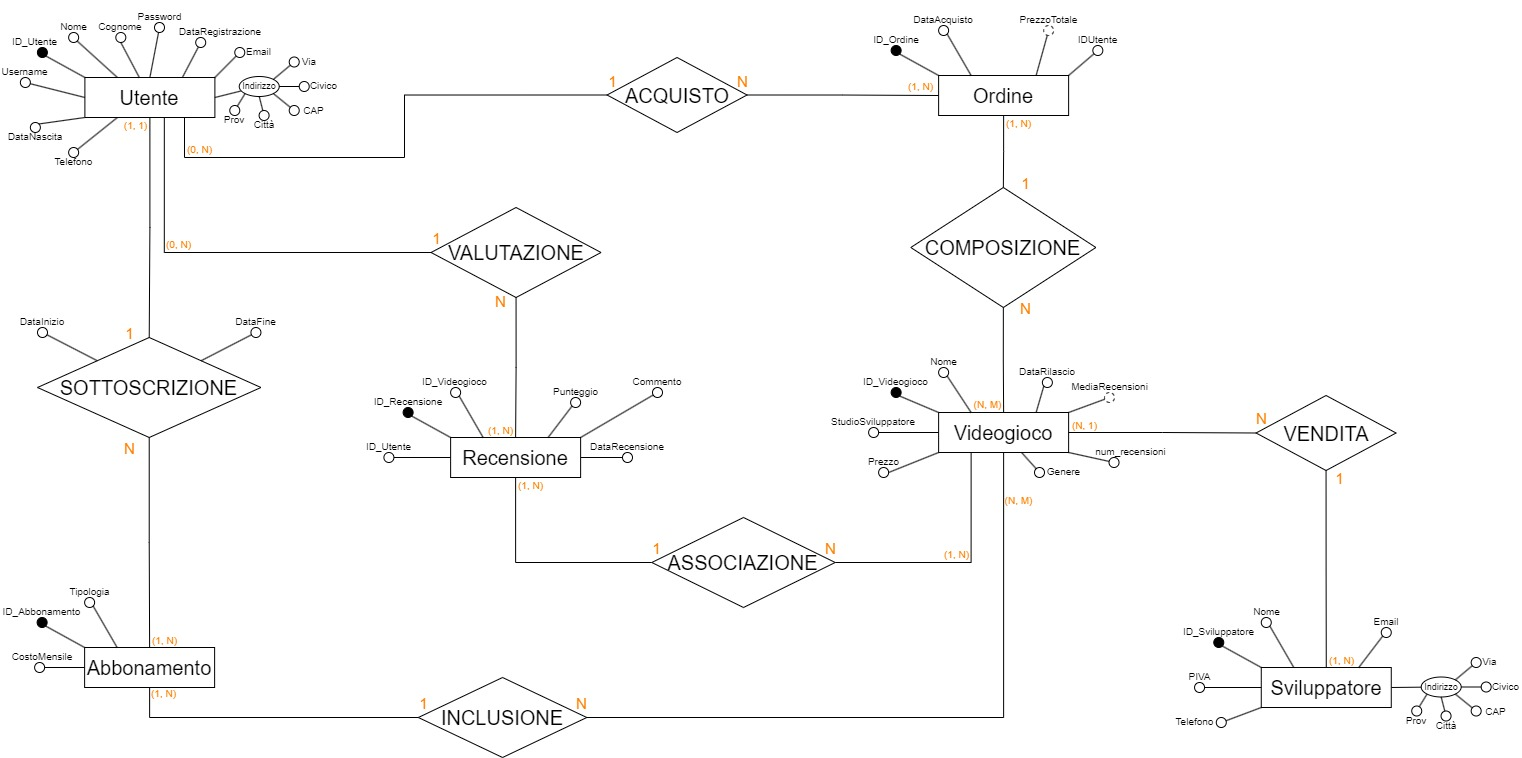 Password
Nome
Cognome
DataRegistrazione
ID_Utente
Email
Username
Via
Indirizzo
Civico
Utente
CAP
Prov
Città
DataNascita
Telefono
(1, 1)
(0, N)
(0, N)
1
ACQUISTO
N
DataAcquisto
PrezzoTotale
ID_Ordine
IDUtente
(1, N)
Ordine
(1, N)
1
COMPOSIZIONE
N
1
VALUTAZIONE
N
DataInizio
DataFine
1
SOTTOSCRIZIONE
N
ID_Videogioco
Punteggio
Commento
ID_Recensione
ID_Utente
(1, N)
DataRecensione
Recensione
(1, N)
Nome
DataRilascio
ID_Videogioco
MediaRecensioni
(N, M)
StudioSviluppatore
Videogioco
(N, 1)
Prezzo
Genere
num_recensioni
(N, M)
N
VENDITA
1
1
ASSOCIAZIONE
N
(1, N)
Tipologia
ID_Abbonamento
(1, N)
CostoMensile
Abbonamento
(1, N)
1
INCLUSIONE
N
Nome
Email
ID_Sviluppatore
(1, N)
PIVA
Sviluppatore
Telefono
Via
Indirizzo
Civico
CAP
Prov
Città